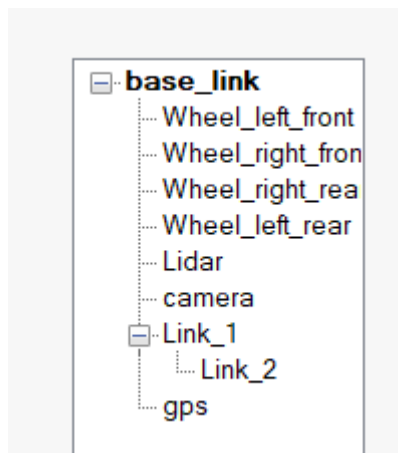 base_link
Wheel_left_front
Wheel_right_fron
Wheel_right_rea
Wheel_left_rear
Lidar
camera
Link_1
Link_2
gps